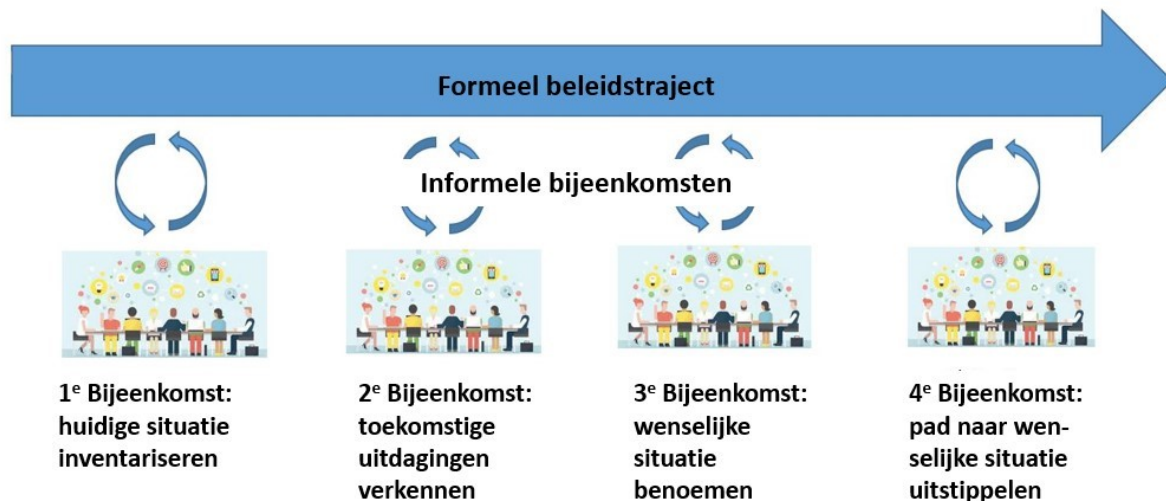 Formeel beleidstraject
Informele bijeenkomsten
1e Bijeenkomst:
huidige situatie
inventariseren
2e Bijeenkomst:
toekomstige
uitdagingen
verkennen
3e Bijeenkomst:
wenselijke
situatie
benoemen
4e Bijeenkomst:
pad naar wen-
selijke situatie
uitstippelen